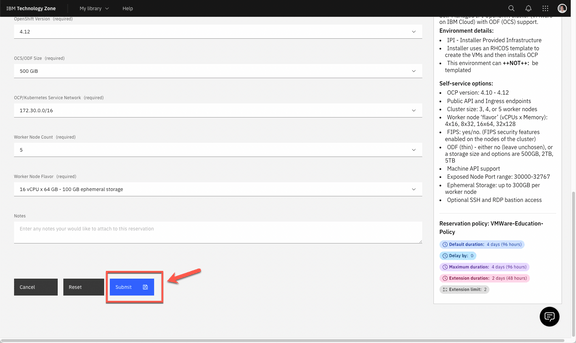 IBM Technology Zone
My library
Help
OpenShift Version (required)
4.12
OCS/ODF Size (required)
500 GiB
OCP/Kubernetes Service Network (required)
172.30.0.0/16
Worker Node Count (required)
5
Worker Node Flavor (required)
16 vCPU x 64 GB - 100 GB ephemeral storage
Notes
Enter any notes your would like to attach to this reservation
Cancel
Reset
Submit
on IBM Cloud) with ODF (OCS) support.
Environment details:
• IPI - Installer Provided Infrastructure
• Installer uses an RHCOS template to
create the VMs and then installs OCP
• This environment can ++NOT++: be
templated
Self-service options:
• OCP version: 4.10 - 4.12
• Public API and Ingress endpoints
• Cluster size: 3, 4, or 5 worker nodes
• Worker node 'flavor' (vCPUs x Memory):
4x16, 8x32, 16x64, 32x128
• FIPS: yes/no. (FIPS security features
enabled on the nodes of the cluster)
• ODF (thin) - either no (leave unchosen), or
a storage size and options are 500GB, 2TB,
5TB
• Machine API support
• Exposed Node Port range: 30000-32767
• Ephemeral Storage: up to 300GB per
worker node
• Optional SSH and RDP bastion access
Reservation policy: VMWare-Education-
Policy
Default duration: 4 days (96 hours)
Delay by: 0
Maximum duration: 4 days (96 hours)
Extension duration: 2 days (48 hours)
Extension limit: 2